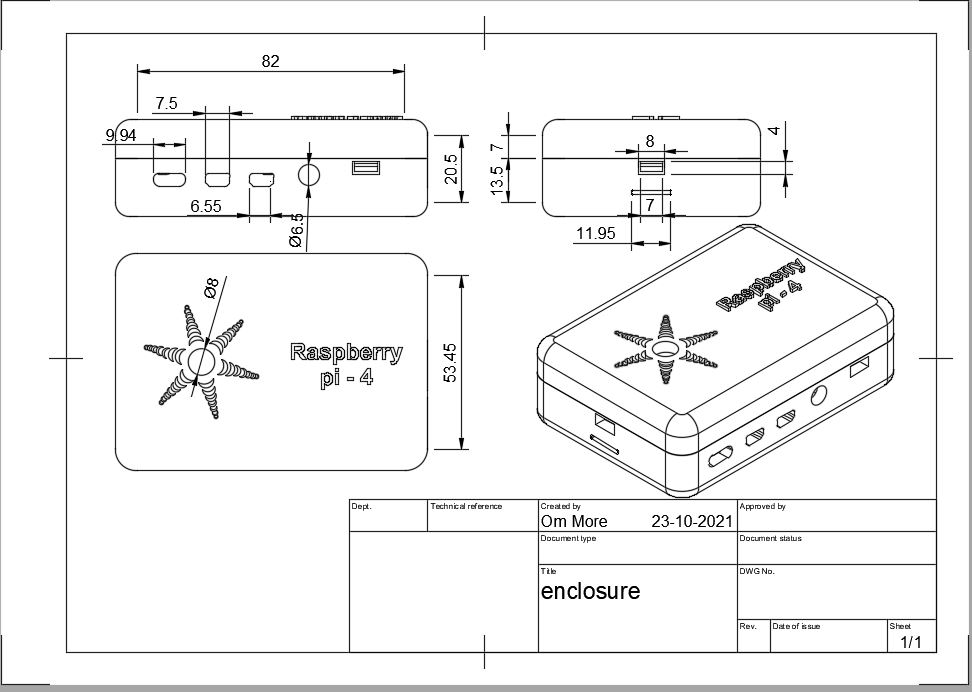 82
7.5
9.94
6.55
Ø6.5
20.5
7
13.5
8
4
7
11.95
Ø8
Raspberry
pi - 4
53.45
Raspberry
pi - 4
Dept.
Technical reference
Created by
Approved by
Om More
23-10-2021
Document type
Document status
Title
DWG No.
enclosure
Rev.
Date of issue
Sheet
1/1